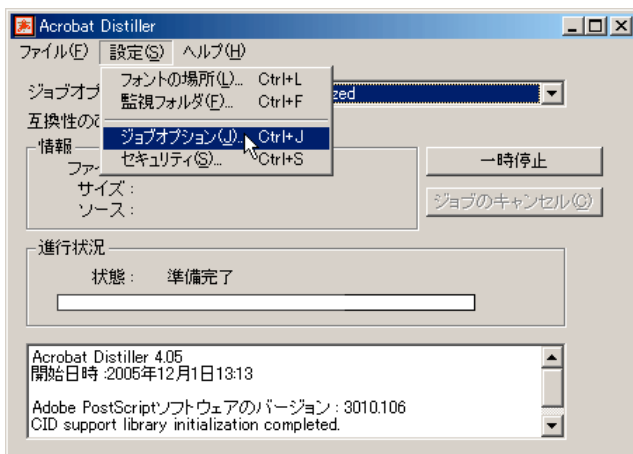 Acrobat Distiller
ファイル(F) 設定(S) ヘルプ(H)
フォントの場所(L)... Ctrl+L
ジョブオプ zed
監視フォルダ(F)... Ctrl+F
互換性の
ジョブオプション(J)... Ctrl+J
情報
セキュリティ(S)... Ctrl+S
一時停止
ファイ
サイズ :
ジョブのキャンセル(C)
ソース :
進行状況
状態 : 準備完了
Acrobat Distiller 4.05
開始日時 :2005年12月1日13:13
Adobe PostScriptソフトウェアのバージョン : 3010.106
CID support library initialization completed.